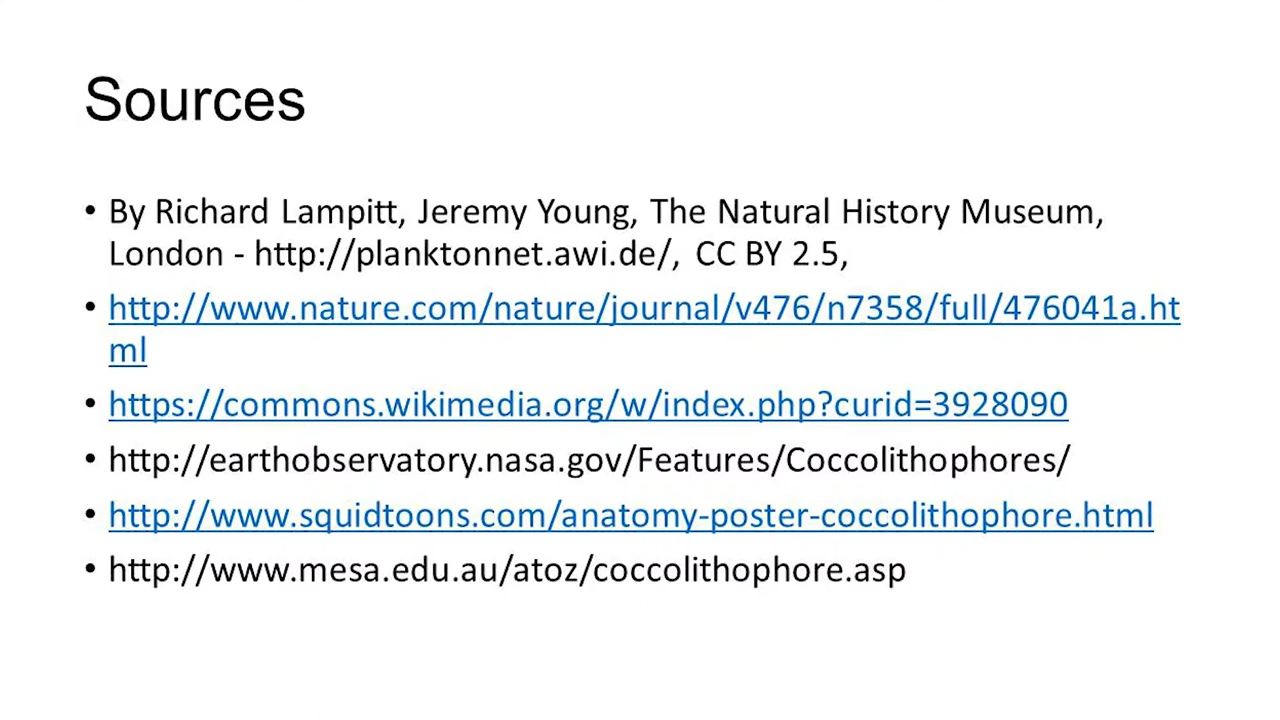 Sources
• By Richard Lampitt, Jeremy Young, The Natural History Museum,
London - http://planktonnet.awi.de/, CC BY 2.5,
• http://www.nature.com/nature/journal/v476/n7358/full/476041a.ht
ml
• https://commons.wikimedia.org/w/index.php?curid=3928090
• http://earthobservatory.nasa.gov/Features/Coccolithophores/
• http://www.squidtoons.com/anatomy-poster-coccolithophore.html
• http://www.mesa.edu.au/atoz/coccolithophore.asp